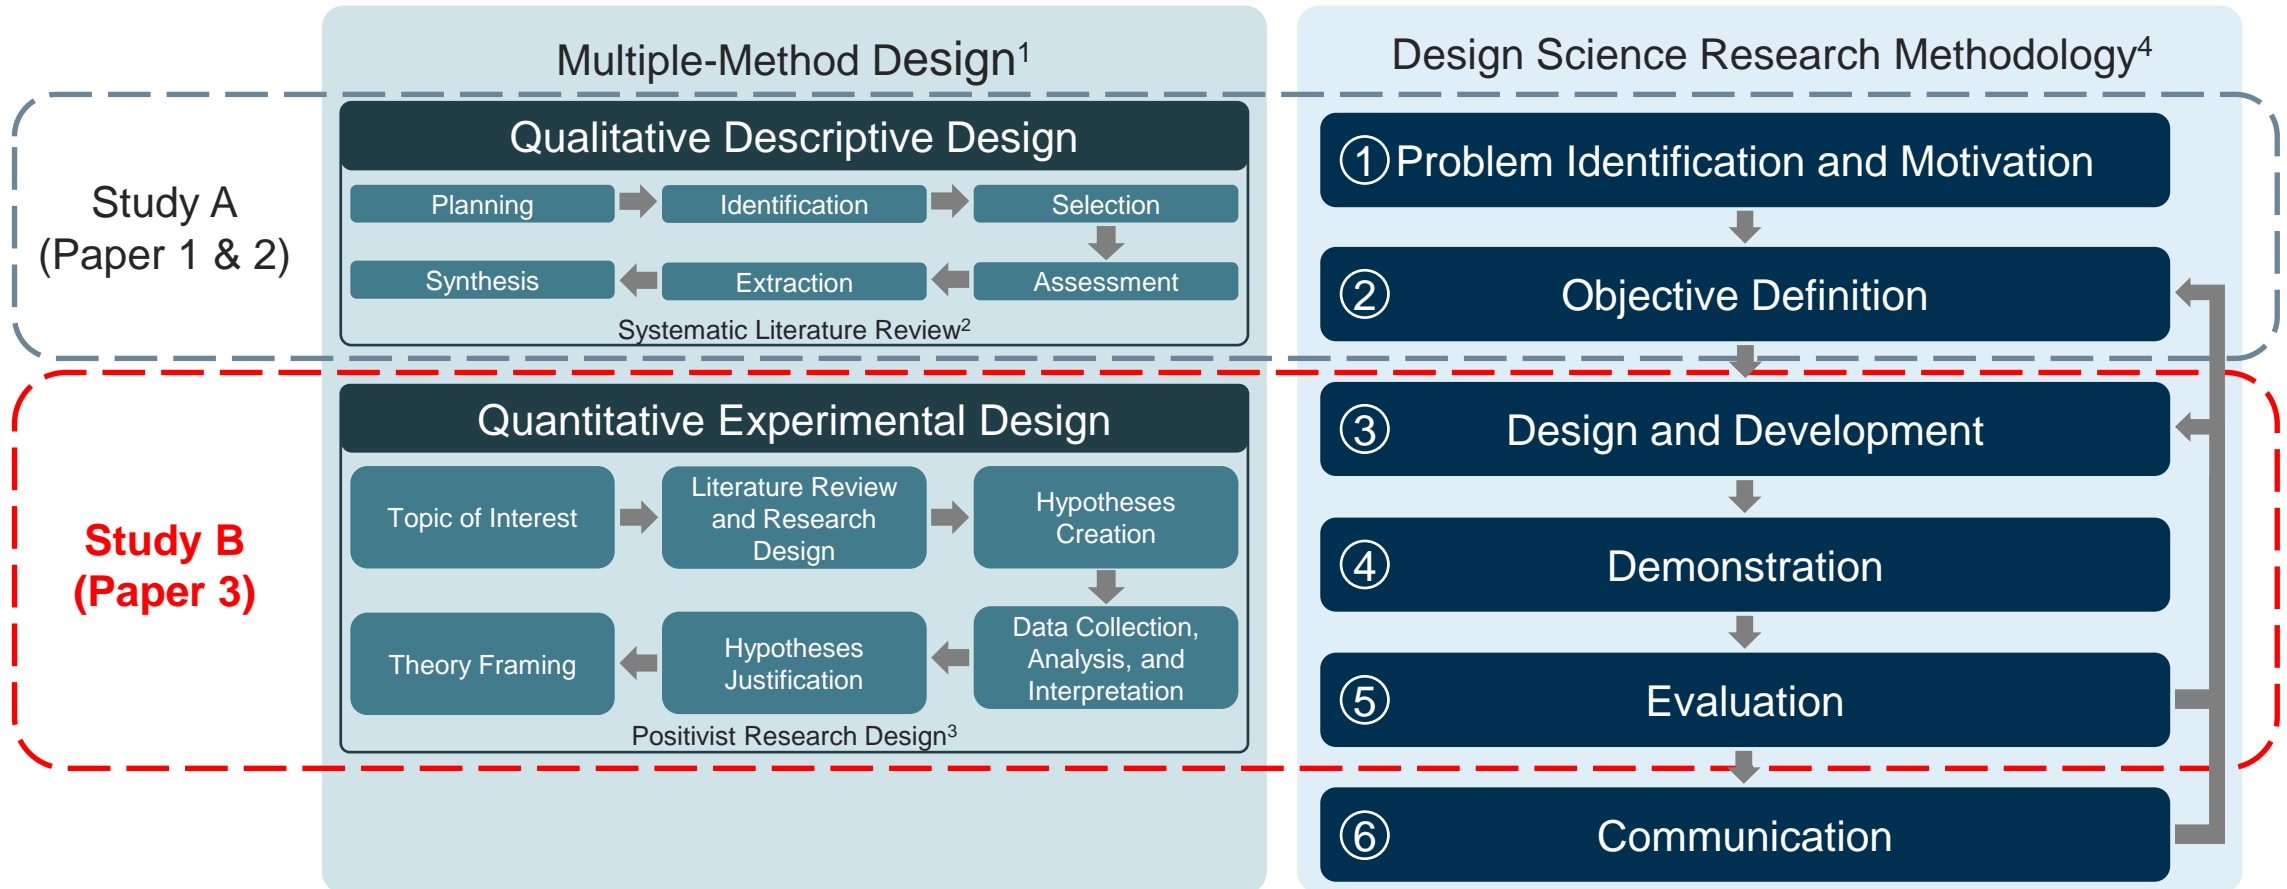 Multiple-Method Design1
Design Science Research Methodology4
Study A
(Paper 1 & 2)
Qualitative Descriptive Design
Planning
Identification
Selection
Synthesis
Extraction
Assessment
Systematic Literature Review2
① Problem Identification and Motivation
② Objective Definition
Study B
(Paper 3)
Quantitative Experimental Design
Topic of Interest
Literature Review
and Research
Design
Hypotheses
Creation
Theory Framing
Hypotheses
Justification
Data Collection,
Analysis, and
Interpretation
Positivist Research Design3
③ Design and Development
④ Demonstration
⑤ Evaluation
⑥ Communication